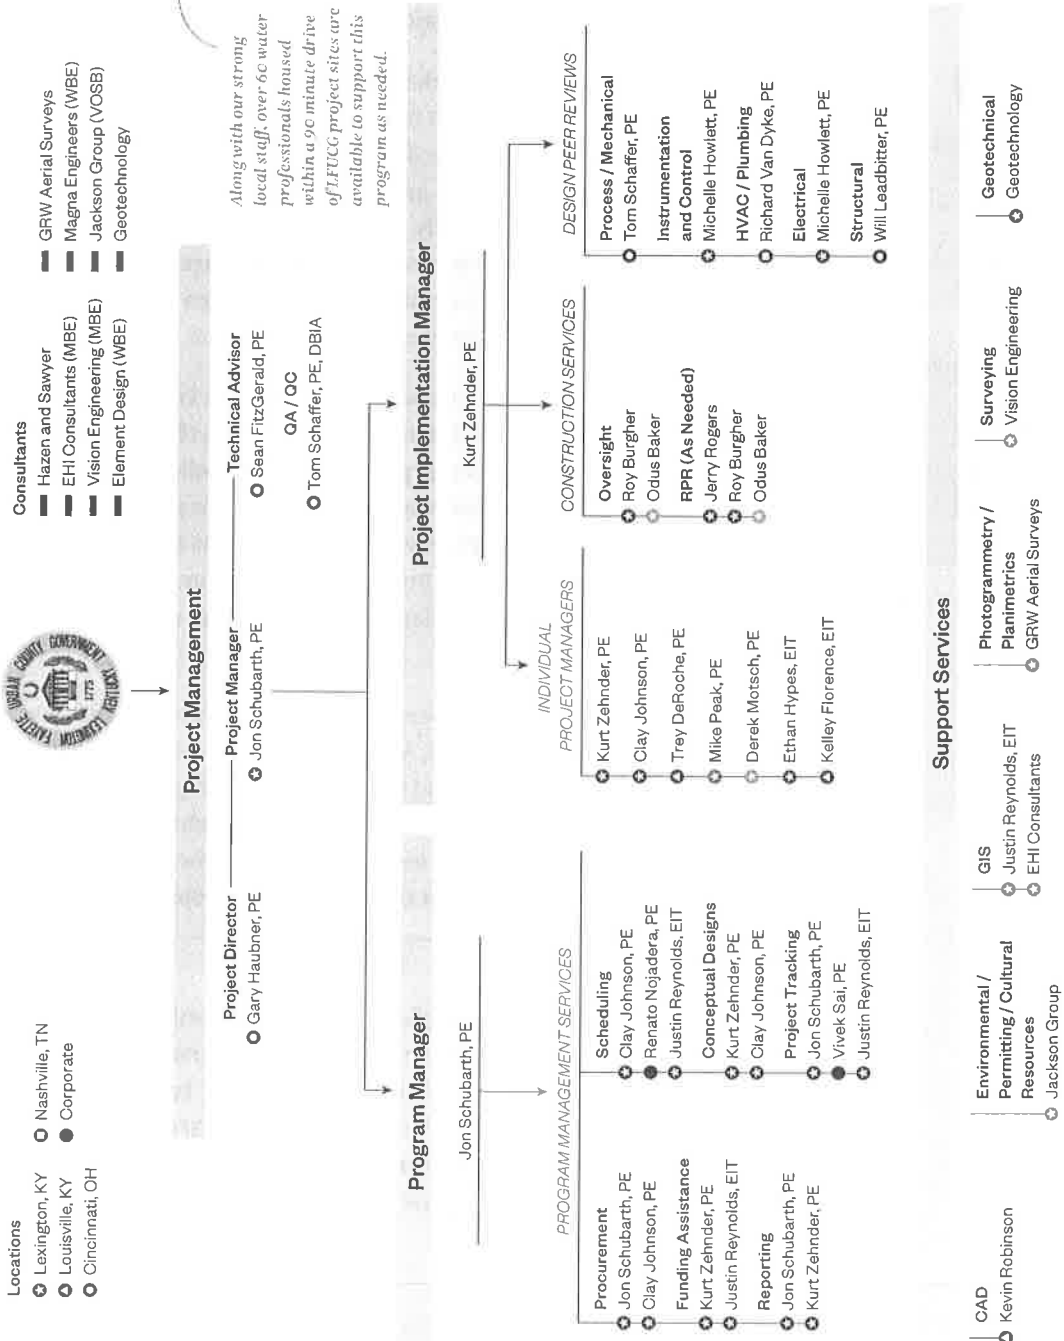 Locations
Lexington, KY
Louisville, KY
Cincinnati, OH
Nashville, TN
Corporate
FAYETTE URBAN COUNTY GOVERNMENT LEXINGTON KENTUCKY
1775
Consultants
Hazen and Sawyer
EHI Consultants (MBE)
Vision Engineering (MBE)
Element Design (WBE)
GRW Aerial Surveys
Magna Engineers (WBE)
Jackson Group (VOSB)
Geotechnology
Along with our strong
local staff, over 60 water
professionals housed
within a 90 minute drive
of LFUCG project sites are
available to support this
program as needed.
Project Management
Project Director
Gary Haubner, PE
Project Manager
Jon Schubarth, PE
Technical Advisor
Sean FitzGerald, PE
QA / QC
Tom Schaffer, PE, DBIA
Program Manager
Jon Schubarth, PE
PROGRAM MANAGEMENT SERVICES
Procurement
Jon Schubarth, PE
Clay Johnson, PE
Funding Assistance
Kurt Zehnder, PE
Justin Reynolds, EIT
Reporting
Jon Schubarth, PE
Kurt Zehnder, PE
Scheduling
Clay Johnson, PE
Renato Nojadera, PE
Justin Reynolds, EIT
Conceptual Designs
Kurt Zehnder, PE
Clay Johnson, PE
Project Tracking
Jon Schubarth, PE
Vivek Sai, PE
Justin Reynolds, EIT
Project Implementation Manager
Kurt Zehnder, PE
INDIVIDUAL
PROJECT MANAGERS
Kurt Zehnder, PE
Clay Johnson, PE
Trey DeRoche, PE
Mike Peak, PE
Derek Motsch, PE
Ethan Hypes, EIT
Kelley Florence, EIT
CONSTRUCTION SERVICES
Oversight
Roy Burgher
Odus Baker
RPR (As Needed)
Jerry Rogers
Roy Burgher
Odus Baker
DESIGN PEER REVIEWS
Process / Mechanical
Tom Schaffer, PE
Instrumentation
and Control
Michelle Howlett, PE
HVAC / Plumbing
Richard Van Dyke, PE
Electrical
Michelle Howlett, PE
Structural
Will Leadbitter, PE
Support Services
CAD
Kevin Robinson
Environmental /
Permitting / Cultural
Resources
Jackson Group
GIS
Justin Reynolds, EIT
EHI Consultants
Photogrammetry /
Planimetrics
GRW Aerial Surveys
Surveying
Vision Engineering
Geotechnical
Geotechnology